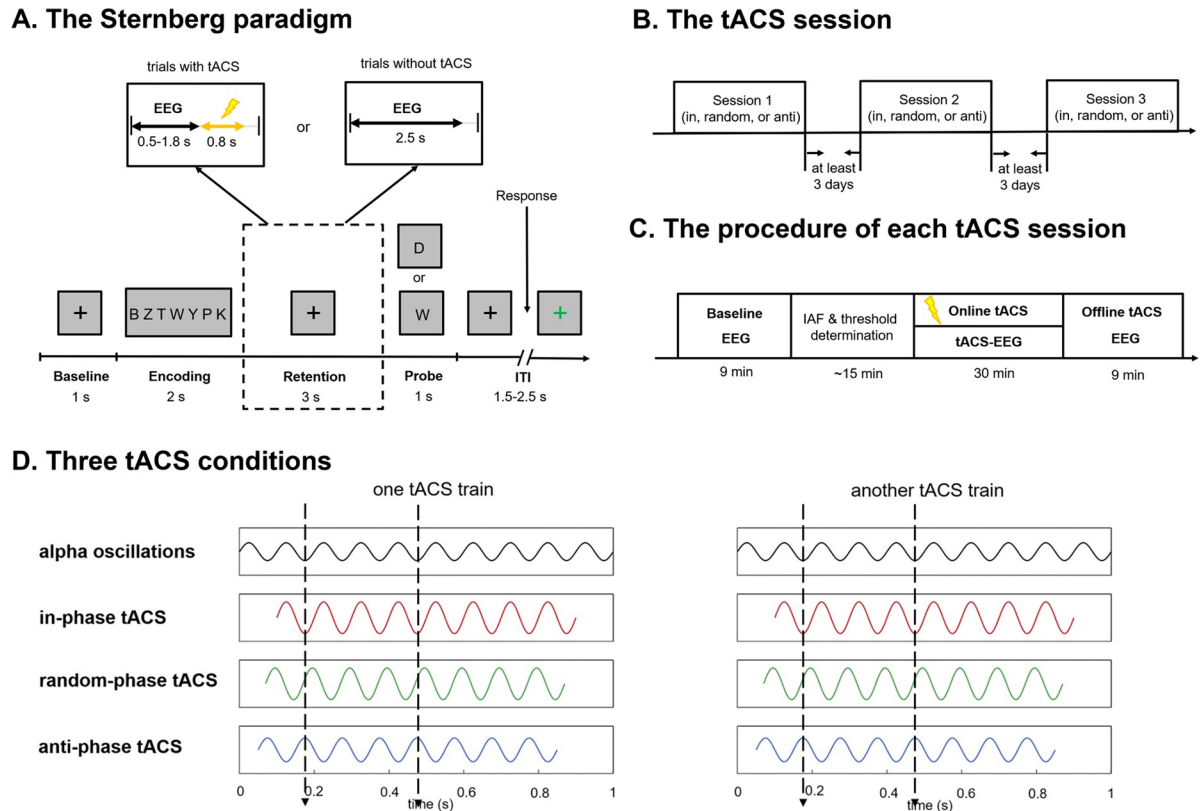 A. The Sternberg paradigm
trials with tACS
trials without tACS
EEG
0.5-1.8 s
0.8 s
or
EEG
2.5 s
Response
D
or
+
B Z T W Y P K
+
W
+
+
Baseline
Encoding
Retention
Probe
ITI
1 s
2 s
3 s
1 s
1.5-2.5 s
B. The tACS session
Session 1
(in, random, or anti)
Session 2
(in, random, or anti)
Session 3
(in, random, or anti)
at least
3 days
at least
3 days
C. The procedure of each tACS session
Baseline
EEG
IAF & threshold
determination
Online tACS
tACS-EEG
Offline tACS
EEG
9 min
~15 min
30 min
9 min
D. Three tACS conditions
one tACS train
another tACS train
alpha oscillations
in-phase tACS
random-phase tACS
anti-phase tACS
0 0.2 0.4 0.6 0.8 1
time (s)
0 0.2 0.4 0.6 0.8 1
time (s)